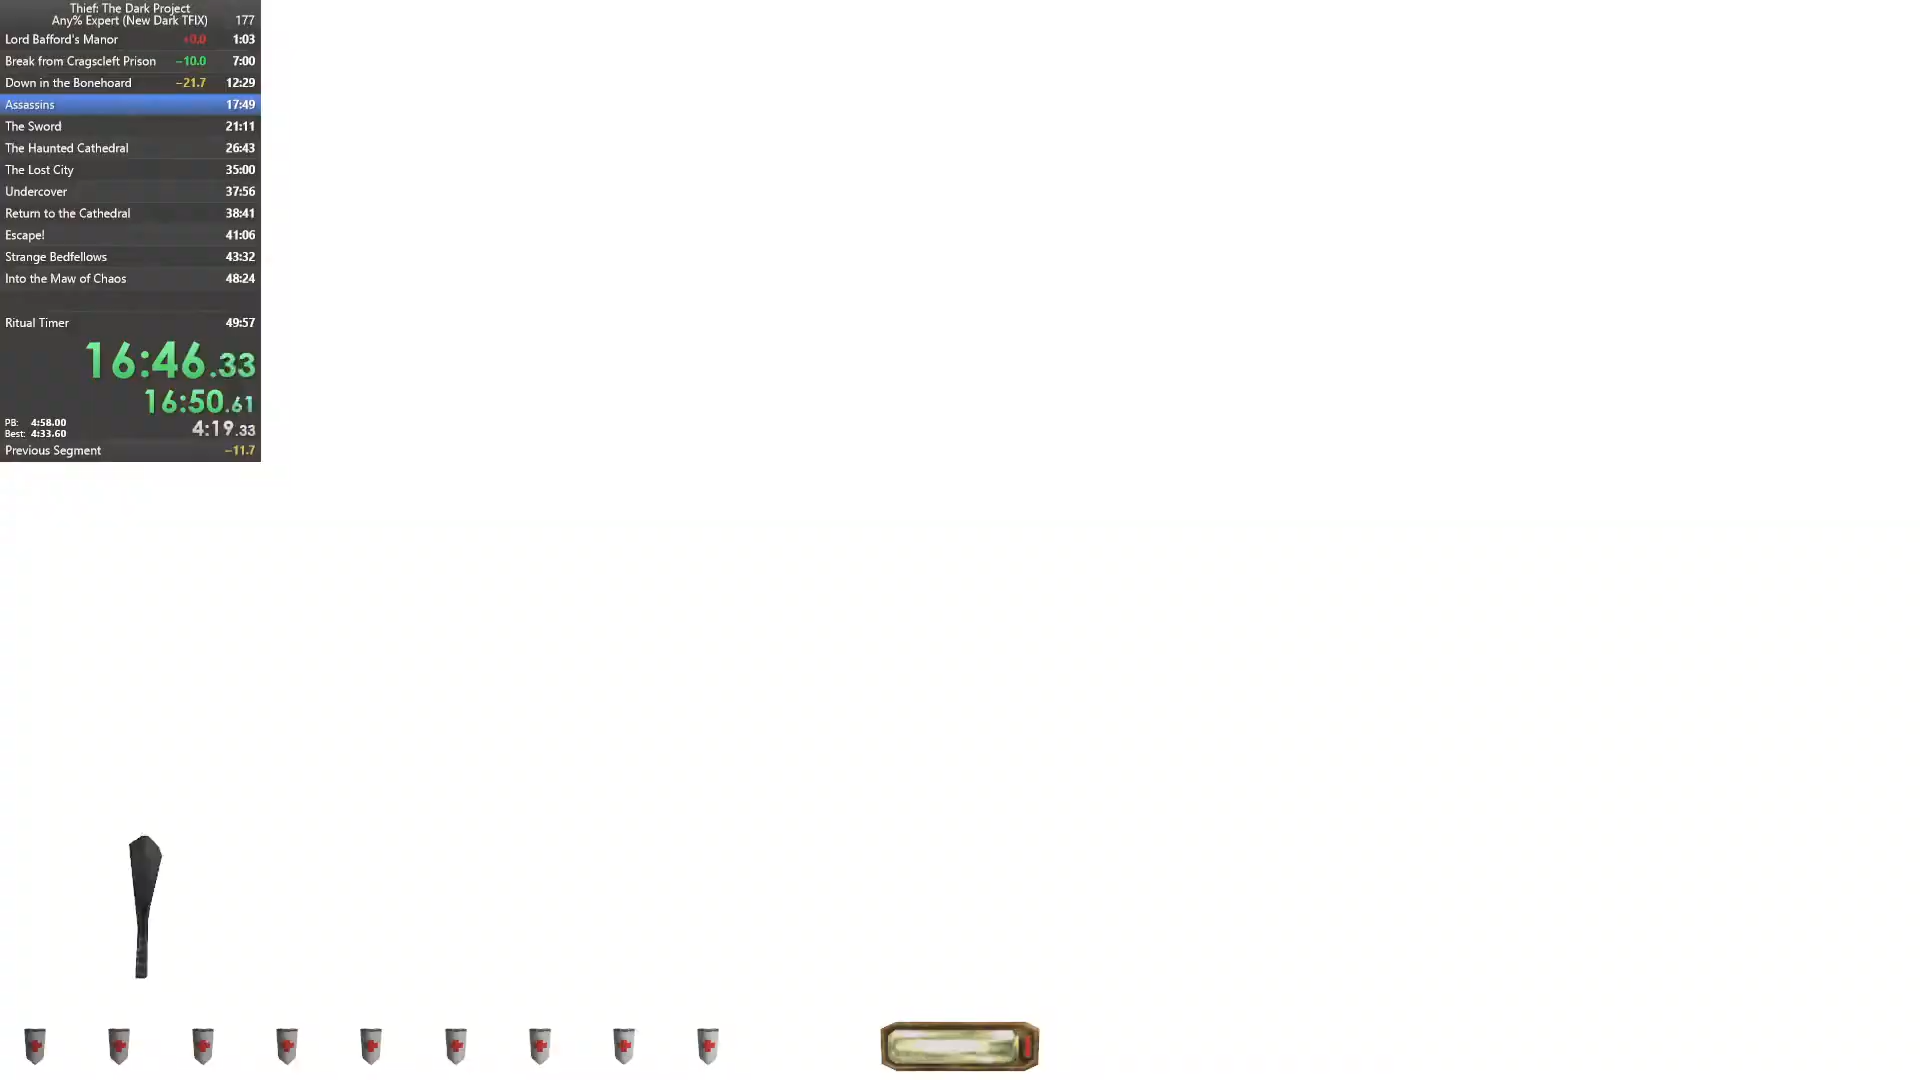 Thief: The Dark Project
Any% Expert (New Dark TFIX) 177
Lord Bafford's Manor +0.0 1:03
Break from Cragscleft Prison −10.0 7:00
Down in the Bonehoard −21.7 12:29
Assassins 17:49
The Sword 21:11
The Haunted Cathedral 26:43
The Lost City 35:00
Undercover 37:56
Return to the Cathedral 38:41
Escape! 41:06
Strange Bedfellows 43:32
Into the Maw of Chaos 48:24
Ritual Timer 49:57
16:46.33
16:50.61
PB: 4:58.00
Best: 4:33.60
4:19.33
Previous Segment −11.7